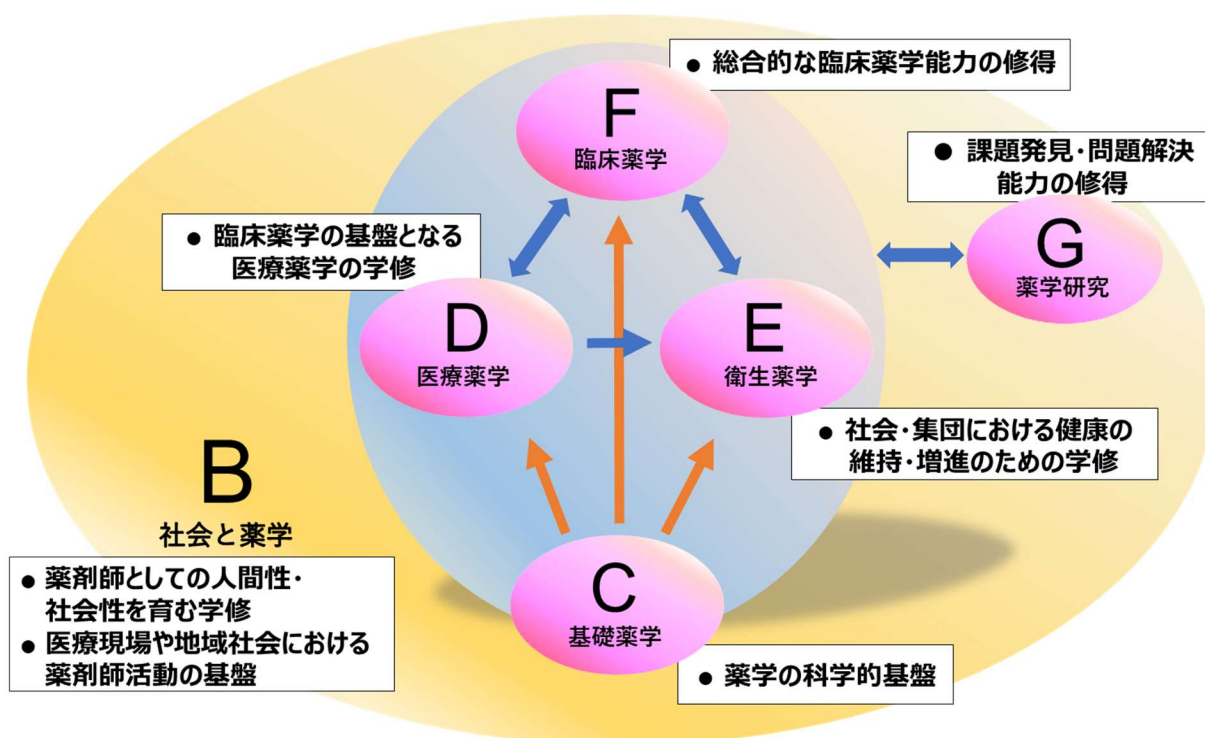 ● 総合的な臨床薬学能力の修得
F
臨床薬学
● 課題発見・問題解決
能力の修得
G
薬学研究
● 臨床薬学の基盤となる
医療薬学の学修
D
医療薬学
E
衛生薬学
● 社会・集団における健康の
維持・増進のための学修
B
社会と薬学
● 薬剤師としての人間性・
社会性を育む学修
● 医療現場や地域社会における
薬剤師活動の基盤
C
基礎薬学
● 薬学の科学的基盤